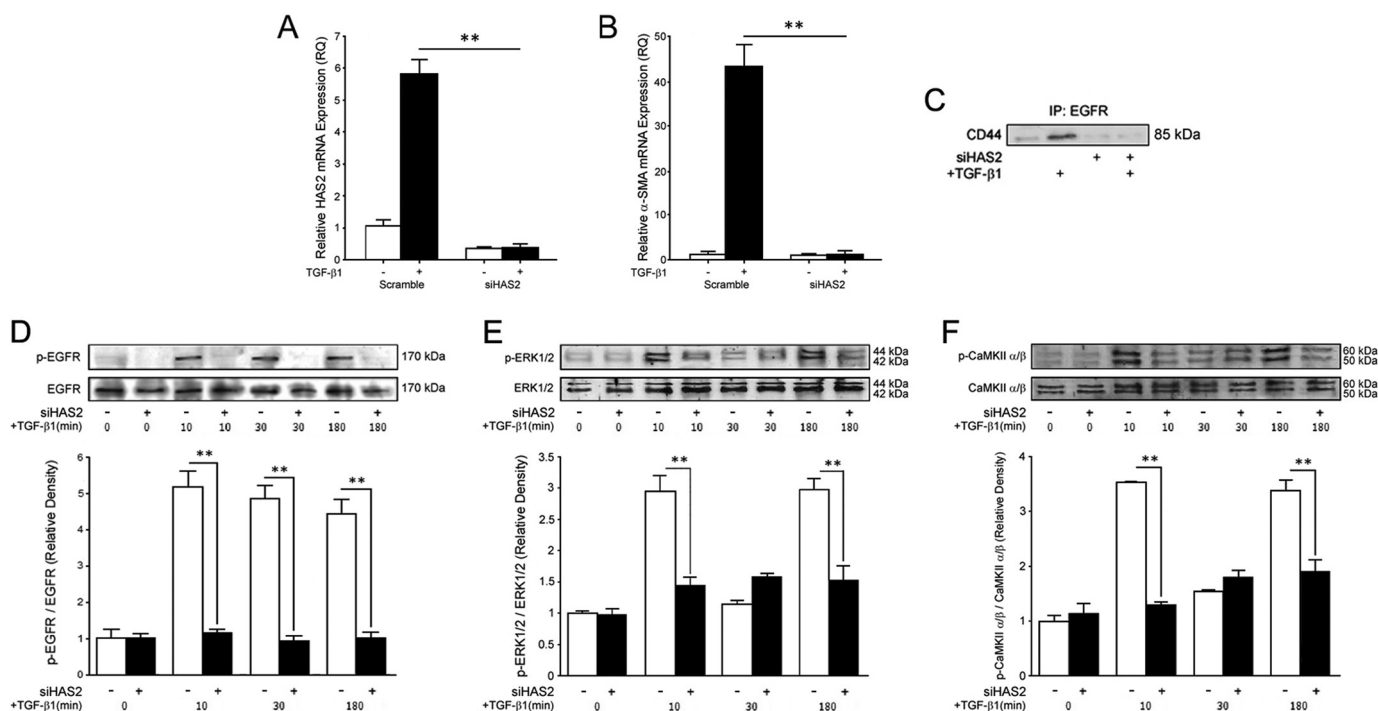 A
Relative HAS2 mRNA Expression (RQ)
7
6
5
4
3
2
1
0
**
TGF-β1 - + - +
Scramble siHAS2
B
Relative α-SMA mRNA Expression (RQ)
50
40
30
20
10
0
**
TGF-β1 - + - +
Scramble siHAS2
C
IP: EGFR
CD44 85 kDa
siHAS2 + +
+TGF-β1 + +
D
p-EGFR 170 kDa
EGFR 170 kDa
siHAS2 - + - + - + - +
+TGF-β1(min) 0 0 10 10 30 30 180 180
p-EGFR / EGFR (Relative Density)
6
5
4
3
2
1
0
** ** **
siHAS2 - + - + - + - +
+TGF-β1(min) 0 10 30 180
E
p-ERK1/2 44 kDa
42 kDa
ERK1/2 44 kDa
42 kDa
siHAS2 - + - + - + - +
+TGF-β1(min) 0 0 10 10 30 30 180 180
p-ERK1/2 / ERK1/2 (Relative Density)
3.5
3
2.5
2
1.5
1
0.5
0
** **
siHAS2 - + - + - + - +
+TGF-β1(min) 0 10 30 180
F
p-CaMKII α/β 60 kDa
50 kDa
CaMKII α/β 60 kDa
50 kDa
siHAS2 - + - + - + - +
+TGF-β1(min) 0 0 10 10 30 30 180 180
p-CaMKII α/β / CaMKII α/β (Relative Density)
4
3
2
1
0
** **
siHAS2 - + - + - + - +
+TGF-β1(min) 0 10 30 180